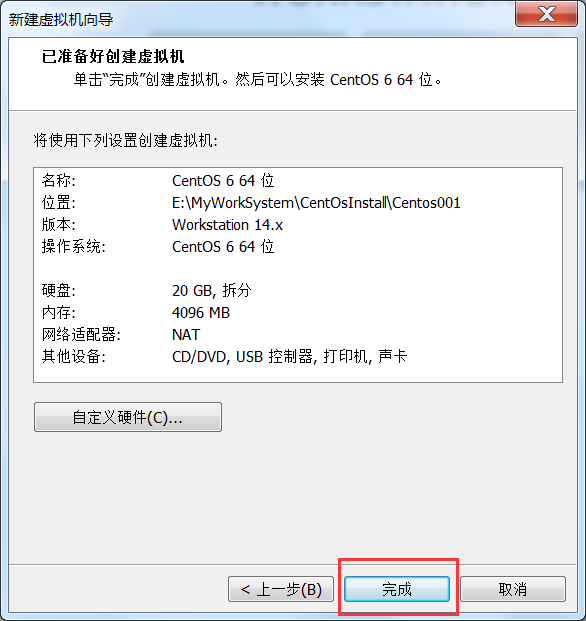 新建虚拟机向导
已准备好创建虚拟机
单击“完成”创建虚拟机。然后可以安装 CentOS 6 64 位。
将使用下列设置创建虚拟机:
名称: CentOS 6 64 位
位置: E:\MyWorkSystem\CentOsInstall\Centos001
版本: Workstation 14.x
操作系统: CentOS 6 64 位
硬盘: 20 GB, 拆分
内存: 4096 MB
网络适配器: NAT
其他设备: CD/DVD, USB 控制器, 打印机, 声卡
自定义硬件(C)...
< 上一步(B) 完成 取消